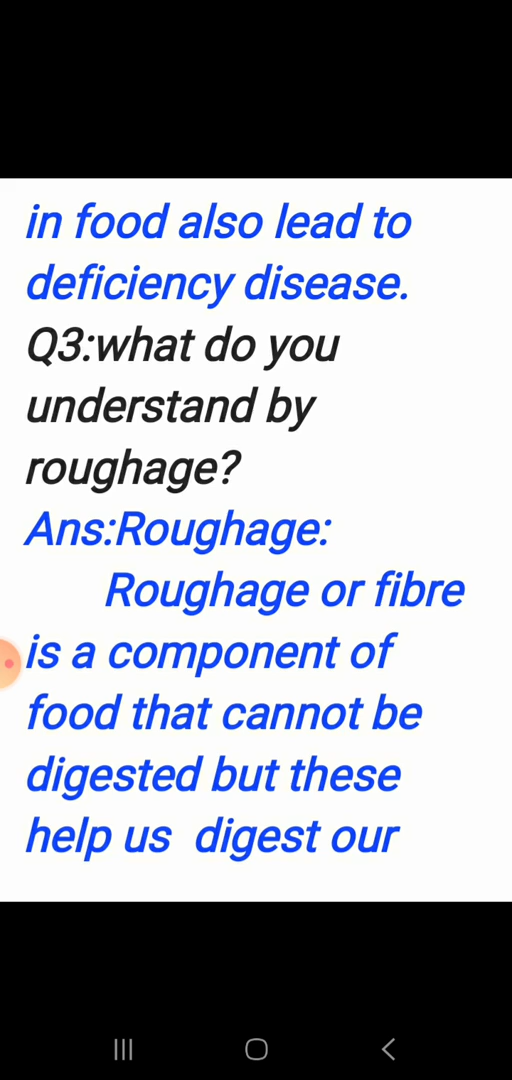 in food also lead to
deficiency disease.
Q3:what do you
understand by
roughage?
Ans:Roughage:
Roughage or fibre
is a component of
food that cannot be
digested but these
help us  digest our